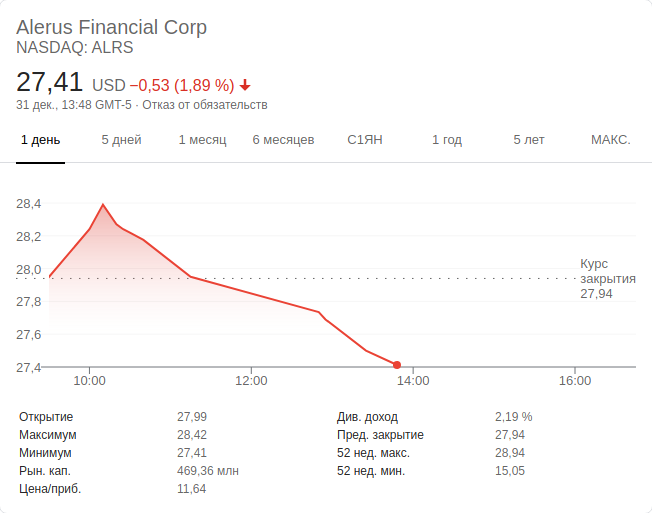 Alerus Financial Corp
NASDAQ: ALRS
27,41 USD −0,53 (1,89 %)
31 дек., 13:48 GMT-5 · Отказ от обязательств
1 день 5 дней 1 месяц 6 месяцев С1ЯН 1 год 5 лет МАКС.
28,4
28,2
28,0
27,8
27,6
27,4
Курс
закрытия
27,94
10:00 12:00 14:00 16:00
Открытие 27,99 Див. доход 2,19 %
Максимум 28,42 Пред. закрытие 27,94
Минимум 27,41 52 нед. макс. 28,94
Рын. кап. 469,36 млн 52 нед. мин. 15,05
Цена/приб. 11,64